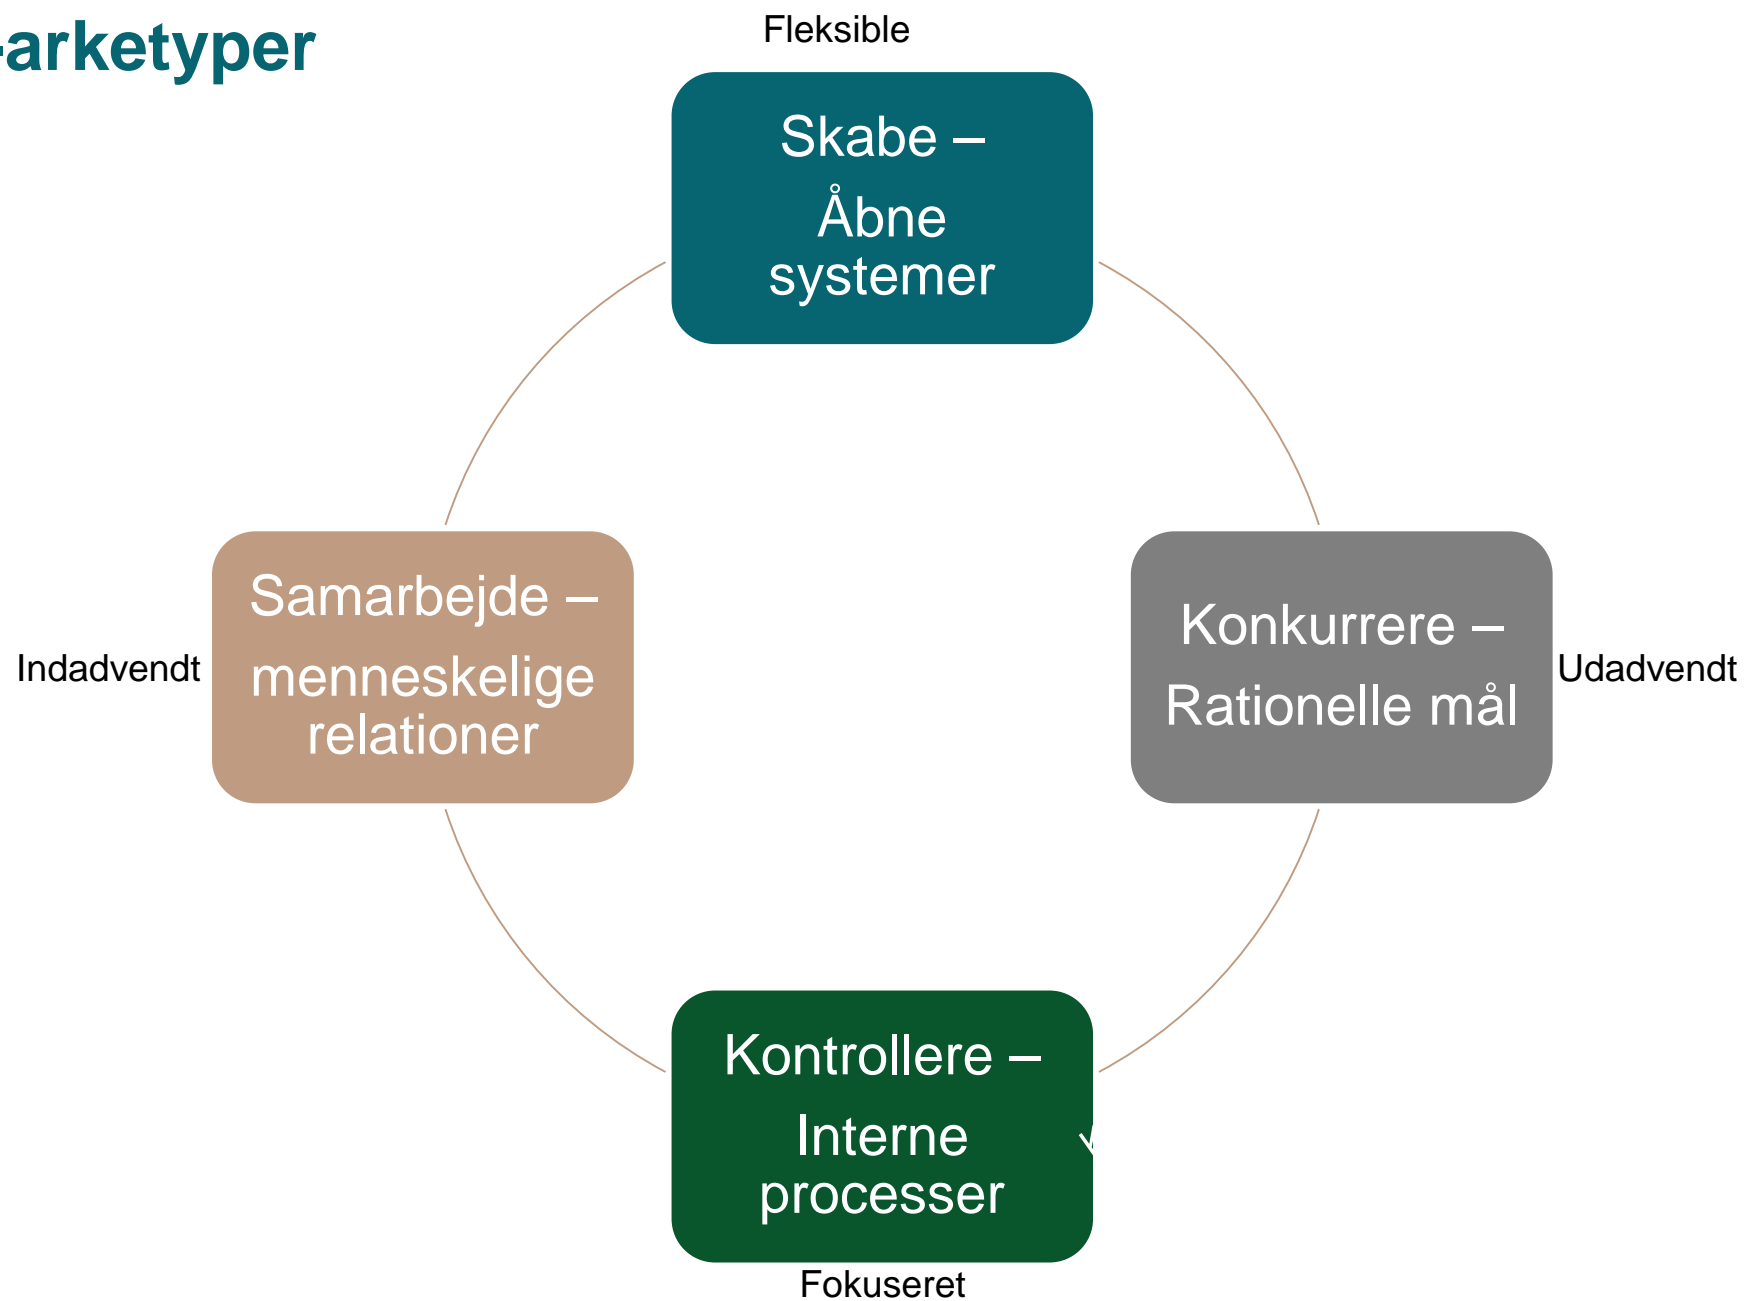 -arketyper
Fleksible
Skabe –
Åbne
systemer
Samarbejde –
menneskelige
relationer
Indadvendt
Konkurrere –
Rationelle mål
Udadvendt
Kontrollere –
Interne
processer
Fokuseret